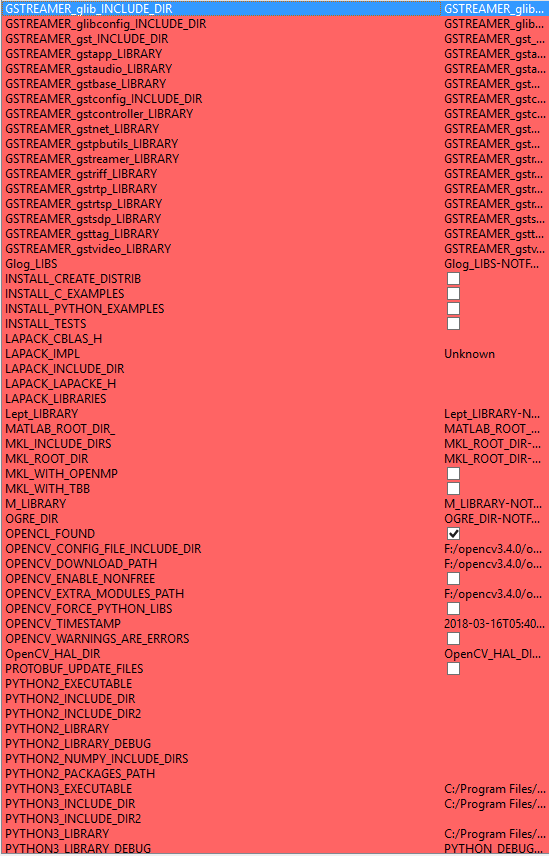 GSTREAMER_glib_INCLUDE_DIR GSTREAMER_glib...
GSTREAMER_glibconfig_INCLUDE_DIR GSTREAMER_glib...
GSTREAMER_gst_INCLUDE_DIR GSTREAMER_gst_...
GSTREAMER_gstapp_LIBRARY GSTREAMER_gsta...
GSTREAMER_gstaudio_LIBRARY GSTREAMER_gsta...
GSTREAMER_gstbase_LIBRARY GSTREAMER_gst...
GSTREAMER_gstconfig_INCLUDE_DIR GSTREAMER_gstc...
GSTREAMER_gstcontroller_LIBRARY GSTREAMER_gstc...
GSTREAMER_gstnet_LIBRARY GSTREAMER_gst...
GSTREAMER_gstpbutils_LIBRARY GSTREAMER_gst...
GSTREAMER_gstreamer_LIBRARY GSTREAMER_gstr...
GSTREAMER_gstriff_LIBRARY GSTREAMER_gstr...
GSTREAMER_gstrtp_LIBRARY GSTREAMER_gstr...
GSTREAMER_gstrtsp_LIBRARY GSTREAMER_gstr...
GSTREAMER_gstsdp_LIBRARY GSTREAMER_gsts...
GSTREAMER_gsttag_LIBRARY GSTREAMER_gstt...
GSTREAMER_gstvideo_LIBRARY GSTREAMER_gstv...
Glog_LIBS Glog_LIBS-NOTF...
INSTALL_CREATE_DISTRIB
INSTALL_C_EXAMPLES
INSTALL_PYTHON_EXAMPLES
INSTALL_TESTS
LAPACK_CBLAS_H
LAPACK_IMPL Unknown
LAPACK_INCLUDE_DIR
LAPACK_LAPACKE_H
LAPACK_LIBRARIES
Lept_LIBRARY Lept_LIBRARY-N...
MATLAB_ROOT_DIR_ MATLAB_ROOT_...
MKL_INCLUDE_DIRS MKL_ROOT_DIR-...
MKL_ROOT_DIR MKL_ROOT_DIR-...
MKL_WITH_OPENMP
MKL_WITH_TBB
M_LIBRARY M_LIBRARY-NOT...
OGRE_DIR OGRE_DIR-NOTF...
OPENCL_FOUND
OPENCV_CONFIG_FILE_INCLUDE_DIR F:/opencv3.4.0/o...
OPENCV_DOWNLOAD_PATH F:/opencv3.4.0/o...
OPENCV_ENABLE_NONFREE
OPENCV_EXTRA_MODULES_PATH F:/opencv3.4.0/o...
OPENCV_FORCE_PYTHON_LIBS
OPENCV_TIMESTAMP 2018-03-16T05:40...
OPENCV_WARNINGS_ARE_ERRORS
OpenCV_HAL_DIR OpenCV_HAL_DI...
PROTOBUF_UPDATE_FILES
PYTHON2_EXECUTABLE
PYTHON2_INCLUDE_DIR
PYTHON2_INCLUDE_DIR2
PYTHON2_LIBRARY
PYTHON2_LIBRARY_DEBUG
PYTHON2_NUMPY_INCLUDE_DIRS
PYTHON2_PACKAGES_PATH
PYTHON3_EXECUTABLE C:/Program Files/...
PYTHON3_INCLUDE_DIR C:/Program Files/...
PYTHON3_INCLUDE_DIR2
PYTHON3_LIBRARY C:/Program Files/...
PYTHON3_LIBRARY_DEBUG PYTHON_DEBUG...